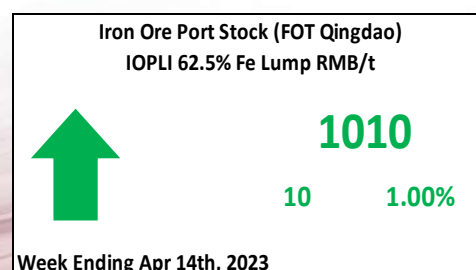 Iron Ore Port Stock (FOT Qingdao)
IOPLI 62.5% Fe Lump RMB/t
1010
10 1.00%
Week Ending Apr 14th, 2023